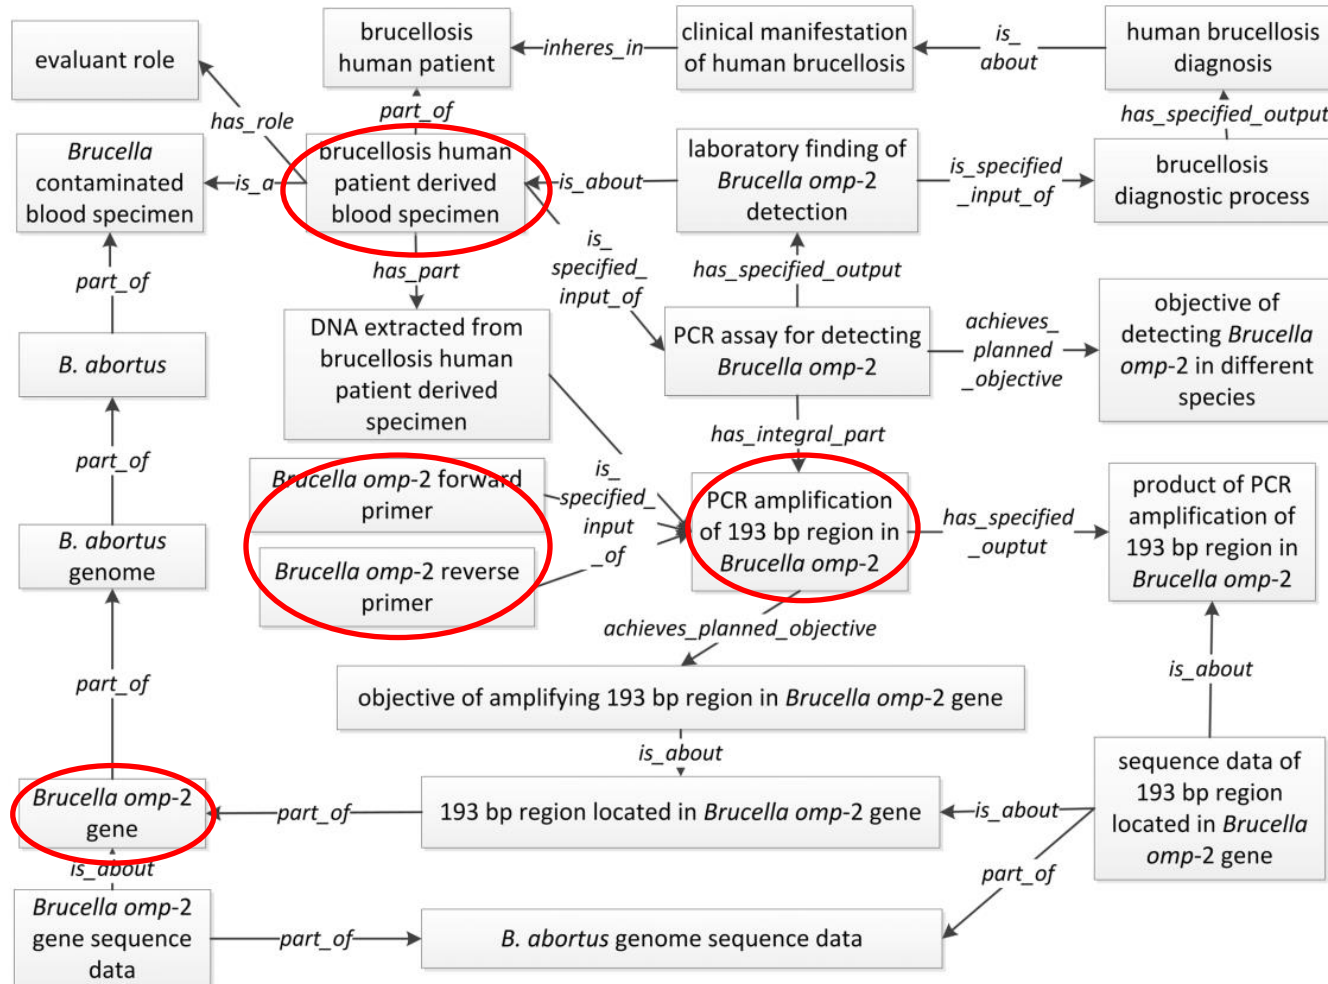 evaluant role
brucellosis
human patient
inheres_in
clinical manifestation
of human brucellosis
is_
about
human brucellosis
diagnosis
has_role
part_of
has_specified_output
Brucella
contaminated
blood specimen
is_a
brucellosis human
patient derived
blood specimen
is_about
laboratory finding of
Brucella omp-2
detection
is_specified
_input_of
brucellosis
diagnostic process
part_of
has_part
is_
specified_
input_of
has_specified_output
B. abortus
DNA extracted from
brucellosis human
patient derived
specimen
PCR assay for detecting
Brucella omp-2
achieves_
planned
_objective
objective of
detecting Brucella
omp-2 in different
species
part_of
has_integral_part
B. abortus
genome
Brucella omp-2 forward
primer
Brucella omp-2 reverse
primer
is_
specified_
input
_of
PCR amplification
of 193 bp region in
Brucella omp-2
has_specified
_ouptut
product of PCR
amplification of
193 bp region in
Brucella omp-2
achieves_planned_objective
part_of
is_about
objective of amplifying 193 bp region in Brucella omp-2 gene
is_about
Brucella omp-2
gene
part_of
193 bp region located in Brucella omp-2 gene
is_about
sequence data of
193 bp region
located in Brucella
omp-2 gene
is_about
part_of
Brucella omp-2
gene sequence
data
part_of
B. abortus genome sequence data